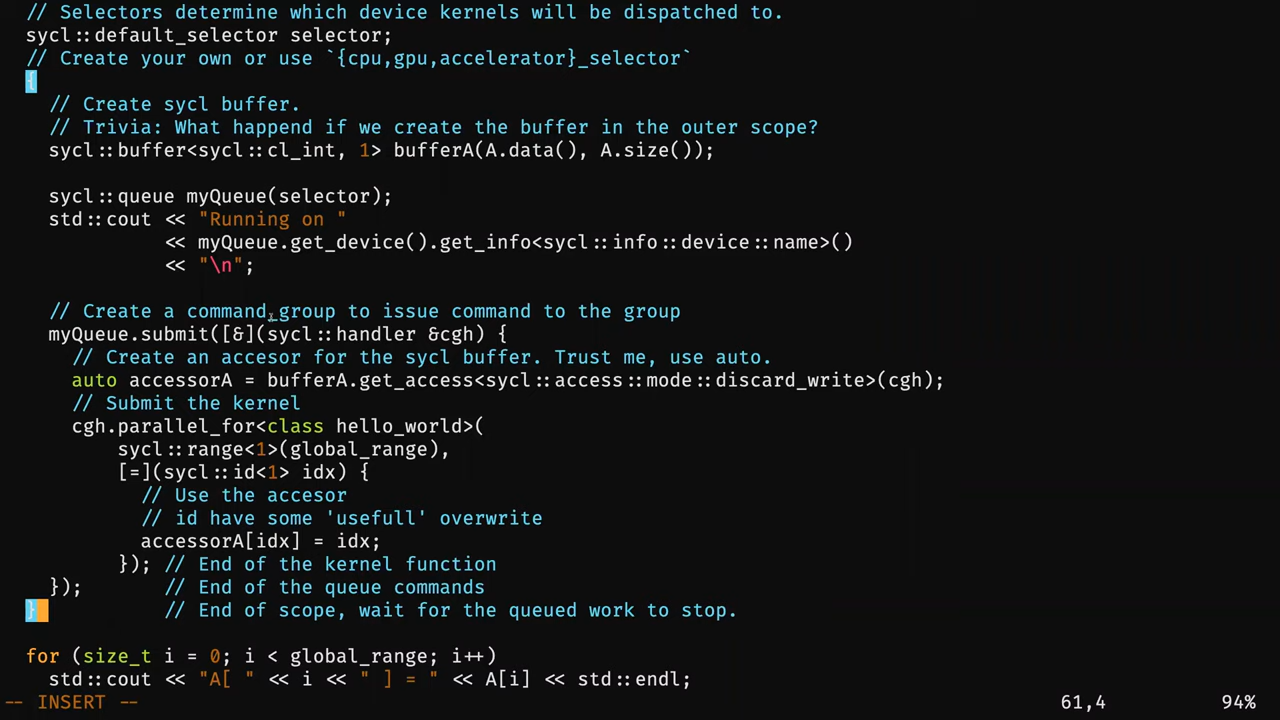 // Selectors determine which device kernels will be dispatched to.
sycl::default_selector selector;
// Create your own or use `{cpu,gpu,accelerator}_selector`
{
  // Create sycl buffer.
  // Trivia: What happend if we create the buffer in the outer scope?
  sycl::buffer<sycl::cl_int, 1> bufferA(A.data(), A.size());

  sycl::queue myQueue(selector);
  std::cout << "Running on "
            << myQueue.get_device().get_info<sycl::info::device::name>()
            << "\n";

  // Create a command_group to issue command to the group
  myQueue.submit([&](sycl::handler &cgh) {
    // Create an accesor for the sycl buffer. Trust me, use auto.
    auto accessorA = bufferA.get_access<sycl::access::mode::discard_write>(cgh);
    // Submit the kernel
    cgh.parallel_for<class hello_world>(
        sycl::range<1>(global_range),
        [=](sycl::id<1> idx) {
          // Use the accesor
          // id have some 'usefull' overwrite
          accessorA[idx] = idx;
        }); // End of the kernel function
  });       // End of the queue commands
}           // End of scope, wait for the queued work to stop.

for (size_t i = 0; i < global_range; i++)
  std::cout << "A[ " << i << " ] = " << A[i] << std::endl;
-- INSERT -- 61,4 94%